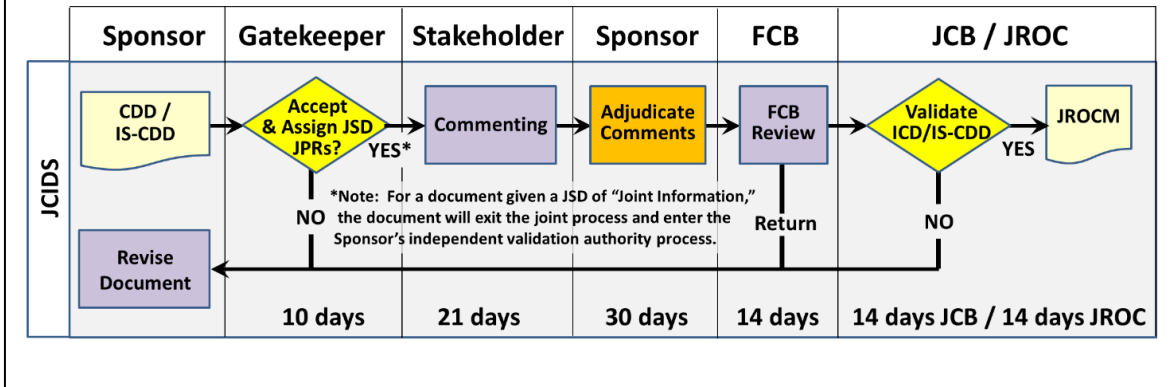 Sponsor
Gatekeeper
Stakeholder
Sponsor
FCB
JCB / JROC
JCIDS
CDD /
IS-CDD
Accept
& Assign JSD
JPRs?
YES*
Commenting
Adjudicate
Comments
FCB
Review
Validate
ICD/IS-CDD
YES
JROCM
NO
*Note:  For a document given a JSD of “Joint Information,”
the document will exit the joint process and enter the
Sponsor’s independent validation authority process.
Return
NO
Revise
Document
10 days
21 days
30 days
14 days
14 days JCB / 14 days JROC